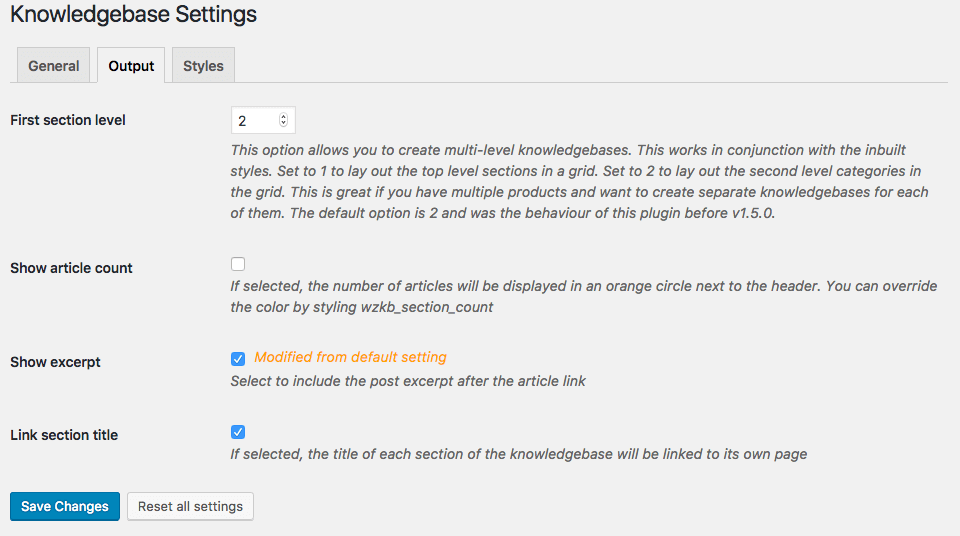 Knowledgebase Settings
General Output Styles
First section level 2
This option allows you to create multi-level knowledgebases. This works in conjunction with the inbuilt
styles. Set to 1 to lay out the top level sections in a grid. Set to 2 to lay out the second level categories in
the grid. This is great if you have multiple products and want to create separate knowledgebases for each
of them. The default option is 2 and was the behaviour of this plugin before v1.5.0.
Show article count
If selected, the number of articles will be displayed in an orange circle next to the header. You can override
the color by styling wzkb_section_count
Show excerpt Modified from default setting
Select to include the post excerpt after the article link
Link section title
If selected, the title of each section of the knowledgebase will be linked to its own page
Save Changes Reset all settings